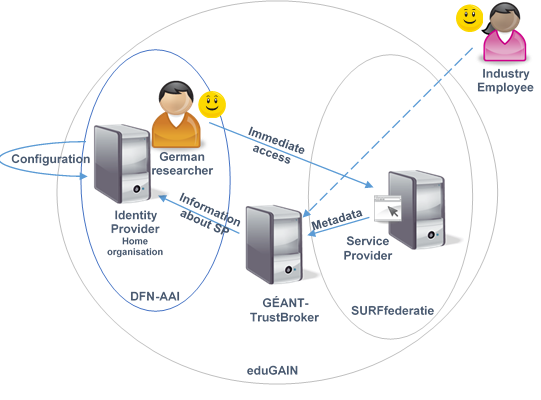 Industry
Employee
Immediate
access
Configuration
German
researcher
Information
about SP
Metadata
Identity
Provider
Home
organisation
Service
Provider
DFN-AAI
GÉANT-
TrustBroker
SURFfederatie
eduGAIN